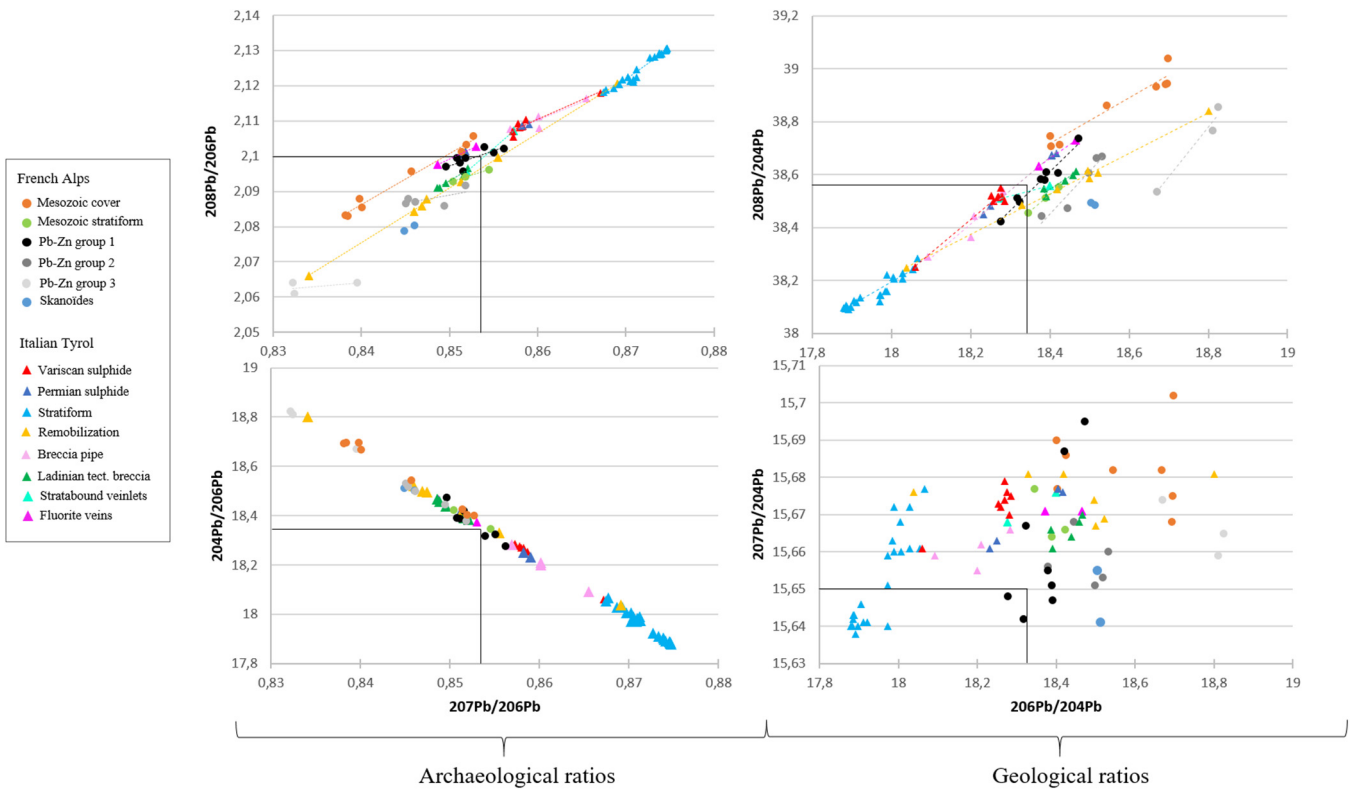 French Alps
Mesozoic cover
Mesozoic stratiform
Pb-Zn group 1
Pb-Zn group 2
Pb-Zn group 3
Skanoïdes
Italian Tyrol
Variscan sulphide
Permian sulphide
Stratiform
Remobilization
Breccia pipe
Ladinian tect. breccia
Stratabound veinlets
Fluorite veins
208Pb/206Pb
2,14
2,13
2,12
2,11
2,1
2,09
2,08
2,07
2,06
2,05
0,83 0,84 0,85 0,86 0,87 0,88
208Pb/204Pb
39,2
39
38,8
38,6
38,4
38,2
38
17,8 18 18,2 18,4 18,6 18,8 19
204Pb/206Pb
19
18,8
18,6
18,4
18,2
18
17,8
0,83 0,84 0,85 0,86 0,87 0,88
207Pb/206Pb
207Pb/204Pb
15,71
15,7
15,69
15,68
15,67
15,66
15,65
15,64
15,63
17,8 18 18,2 18,4 18,6 18,8 19
206Pb/204Pb
Archaeological ratios
Geological ratios